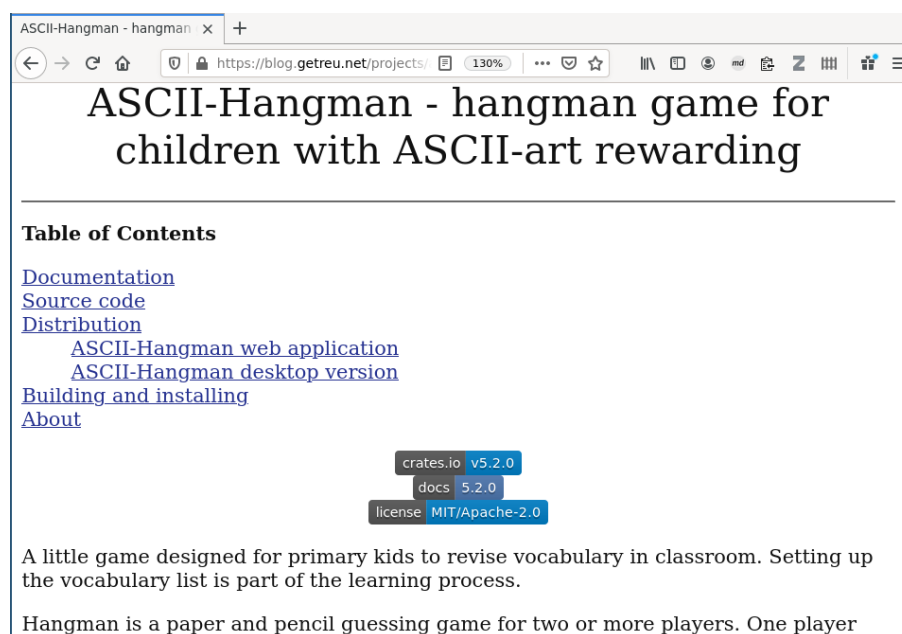 ASCII-Hangman - hangman
https://blog.getreu.net/projects/
130%
md
Z
ASCII-Hangman - hangman game for
children with ASCII-art rewarding
Table of Contents
Documentation
Source code
Distribution
ASCII-Hangman web application
ASCII-Hangman desktop version
Building and installing
About
crates.io v5.2.0
docs 5.2.0
license MIT/Apache-2.0
A little game designed for primary kids to revise vocabulary in classroom. Setting up
the vocabulary list is part of the learning process.
Hangman is a paper and pencil guessing game for two or more players. One player